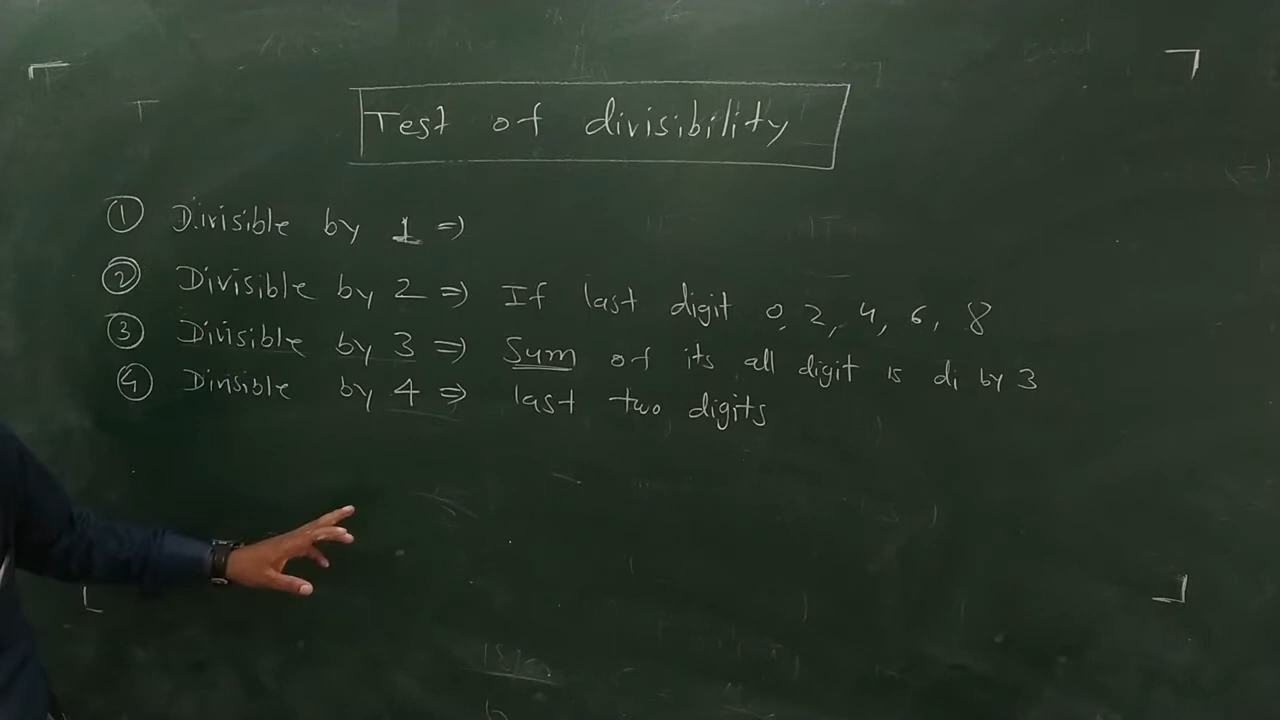 Test of divisibility
① Divisible by 1 ⇒
② Divisible by 2 ⇒ If last digit 0, 2, 4, 6, 8
③ Divisible by 3 ⇒ Sum of its all digit is di by 3
④ Divisible by 4 ⇒ last two digits